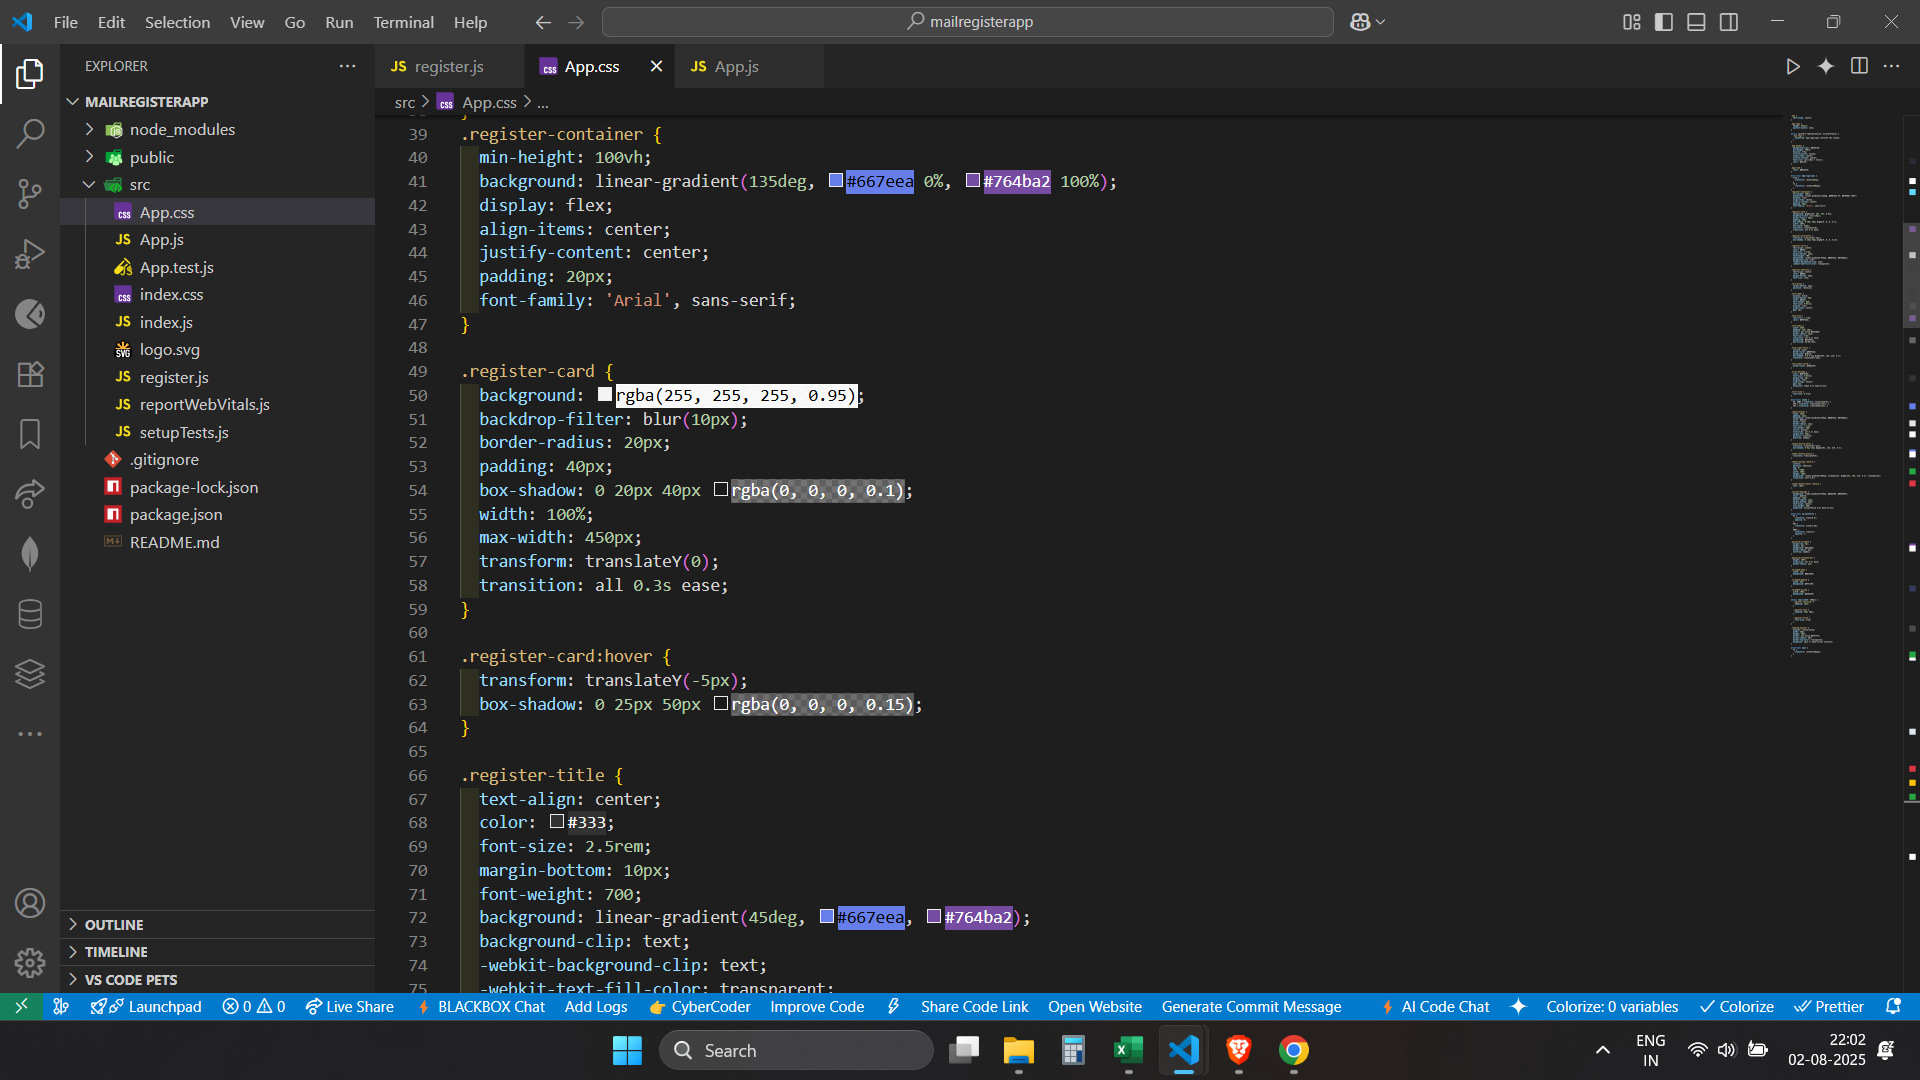 File Edit Selection View Go Run Terminal Help
mailregisterapp
EXPLORER
MAILREGISTERAPP
node_modules
public
src
App.css
JS App.js
App.test.js
index.css
JS index.js
logo.svg
JS register.js
JS reportWebVitals.js
JS setupTests.js
.gitignore
package-lock.json
package.json
README.md
OUTLINE
TIMELINE
VS CODE PETS
JS register.js
App.css
JS App.js
src > App.css > ...
39 .register-container {
40 min-height: 100vh;
41 background: linear-gradient(135deg, #667eea 0%, #764ba2 100%);
42 display: flex;
43 align-items: center;
44 justify-content: center;
45 padding: 20px;
46 font-family: 'Arial', sans-serif;
47 }
48
49 .register-card {
50 background: rgba(255, 255, 255, 0.95);
51 backdrop-filter: blur(10px);
52 border-radius: 20px;
53 padding: 40px;
54 box-shadow: 0 20px 40px rgba(0, 0, 0, 0.1);
55 width: 100%;
56 max-width: 450px;
57 transform: translateY(0);
58 transition: all 0.3s ease;
59 }
60
61 .register-card:hover {
62 transform: translateY(-5px);
63 box-shadow: 0 25px 50px rgba(0, 0, 0, 0.15);
64 }
65
66 .register-title {
67 text-align: center;
68 color: #333;
69 font-size: 2.5rem;
70 margin-bottom: 10px;
71 font-weight: 700;
72 background: linear-gradient(45deg, #667eea, #764ba2);
73 background-clip: text;
74 -webkit-background-clip: text;
75 -webkit-text-fill-color: transparent;
Launchpad 0 0 Live Share BLACKBOX Chat Add Logs CyberCoder Improve Code Share Code Link Open Website Generate Commit Message AI Code Chat Colorize: 0 variables Colorize Prettier
Search
ENG
IN
22:02
02-08-2025